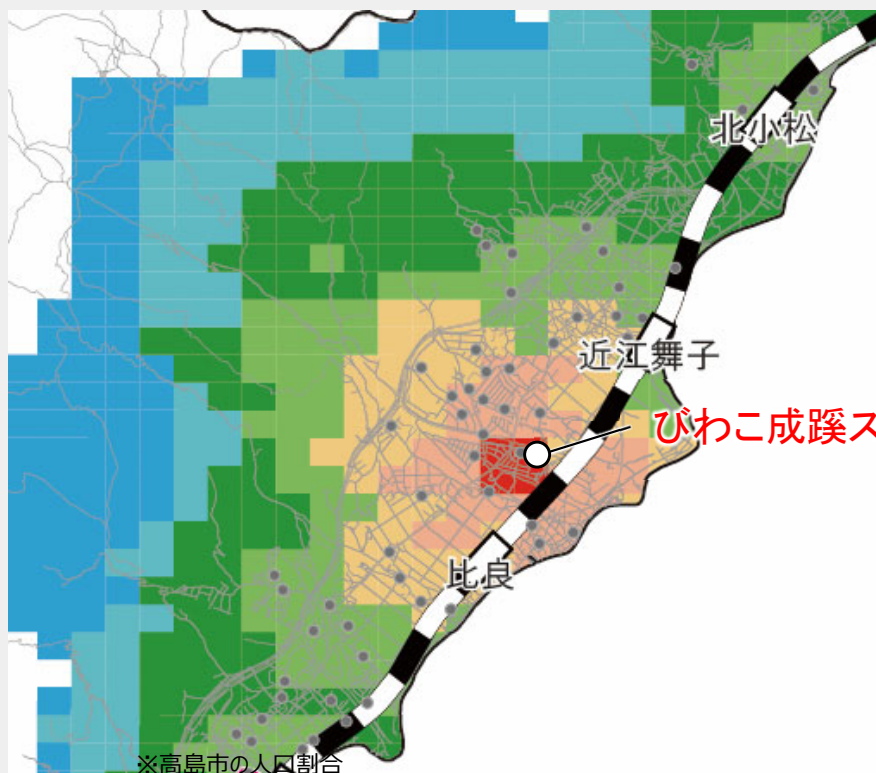 北小松
近江舞子
びわこ成蹊ス
比良
※高島市の人口割合